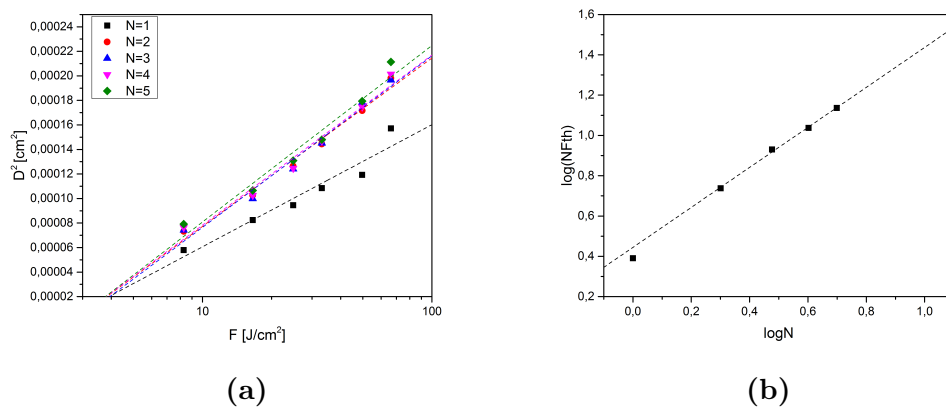 0,00024
0,00022
0,00020
0,00018
0,00016
0,00014
0,00012
0,00010
0,00008
0,00006
0,00004
0,00002
D² [cm²]
N=1
N=2
N=3
N=4
N=5
10
100
F [J/cm²]
(a)
1,6
1,4
1,2
1,0
0,8
0,6
0,4
0,2
log(NFth)
0,0
0,2
0,4
0,6
0,8
1,0
logN
(b)